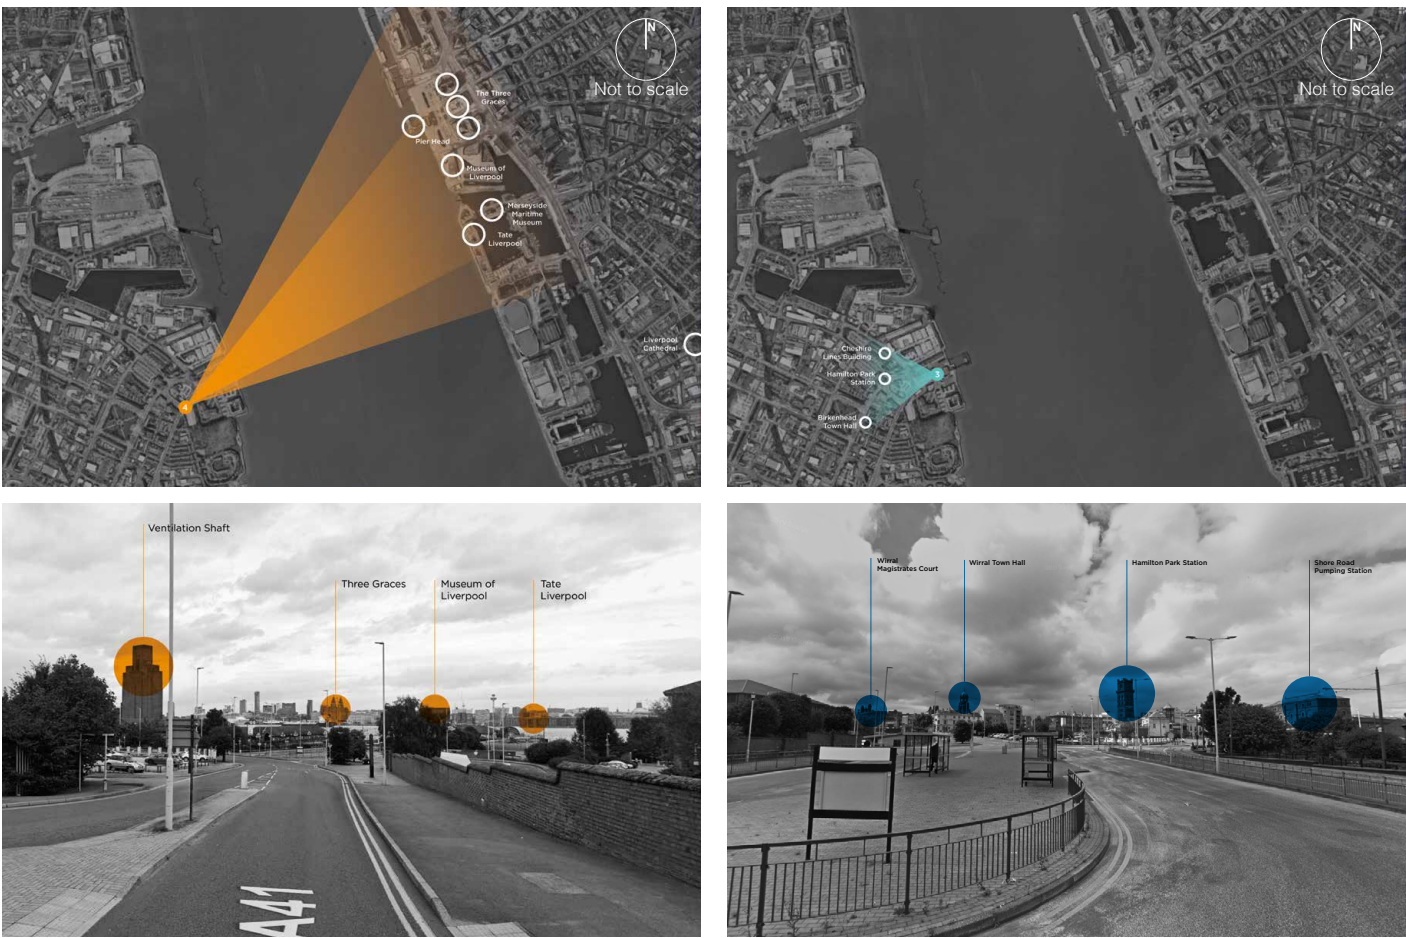 N
Not to scale
The Three
Graces
Pier Head
Museum of
Liverpool
Merseyside
Maritime
Museum
Tate
Liverpool
Liverpool
Cathedral
4
N
Not to scale
Cheshire
Lines Building
Hamilton Park
Station
Birkenhead
Town Hall
3
Ventilation Shaft
Three Graces
Museum of
Liverpool
Tate
Liverpool
A41
Wirral
Magistrates Court
Wirral Town Hall
Hamilton Park Station
Shore Road
Pumping Station